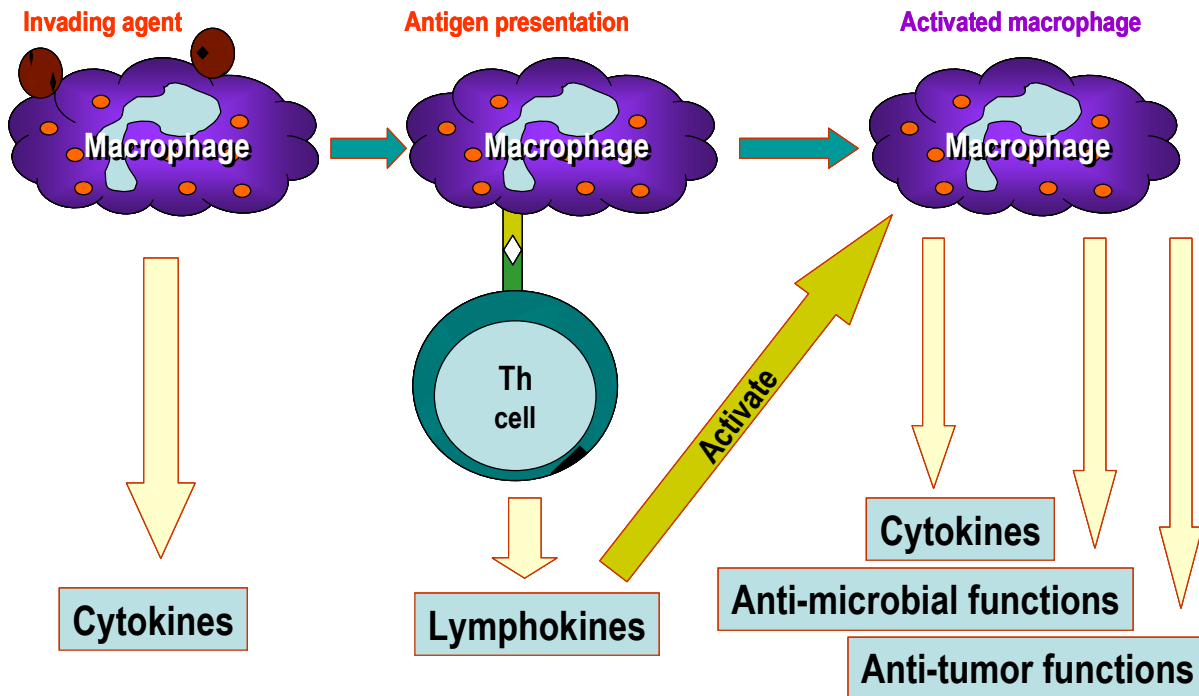 Invading agent
Antigen presentation
Activated macrophage
Macrophage
Macrophage
Macrophage
Th
cell
Activate
Cytokines
Lymphokines
Cytokines
Anti-microbial functions
Anti-tumor functions